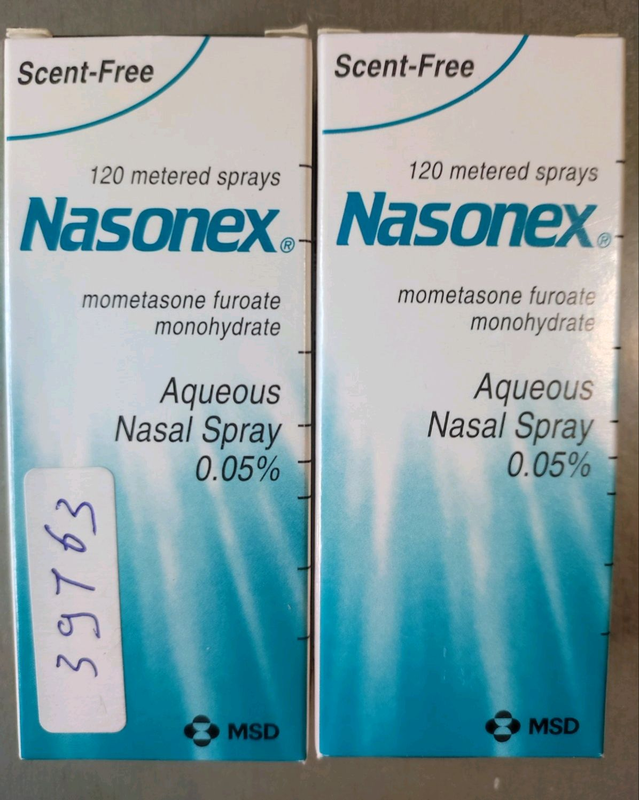 Scent-Free
120 metered sprays
Nasonex®
mometasone furoate
monohydrate
Aqueous
Nasal Spray
0.05%
MSD
Scent-Free
120 metered sprays
Nasonex®
mometasone furoate
monohydrate
Aqueous
Nasal Spray
0.05%
MSD